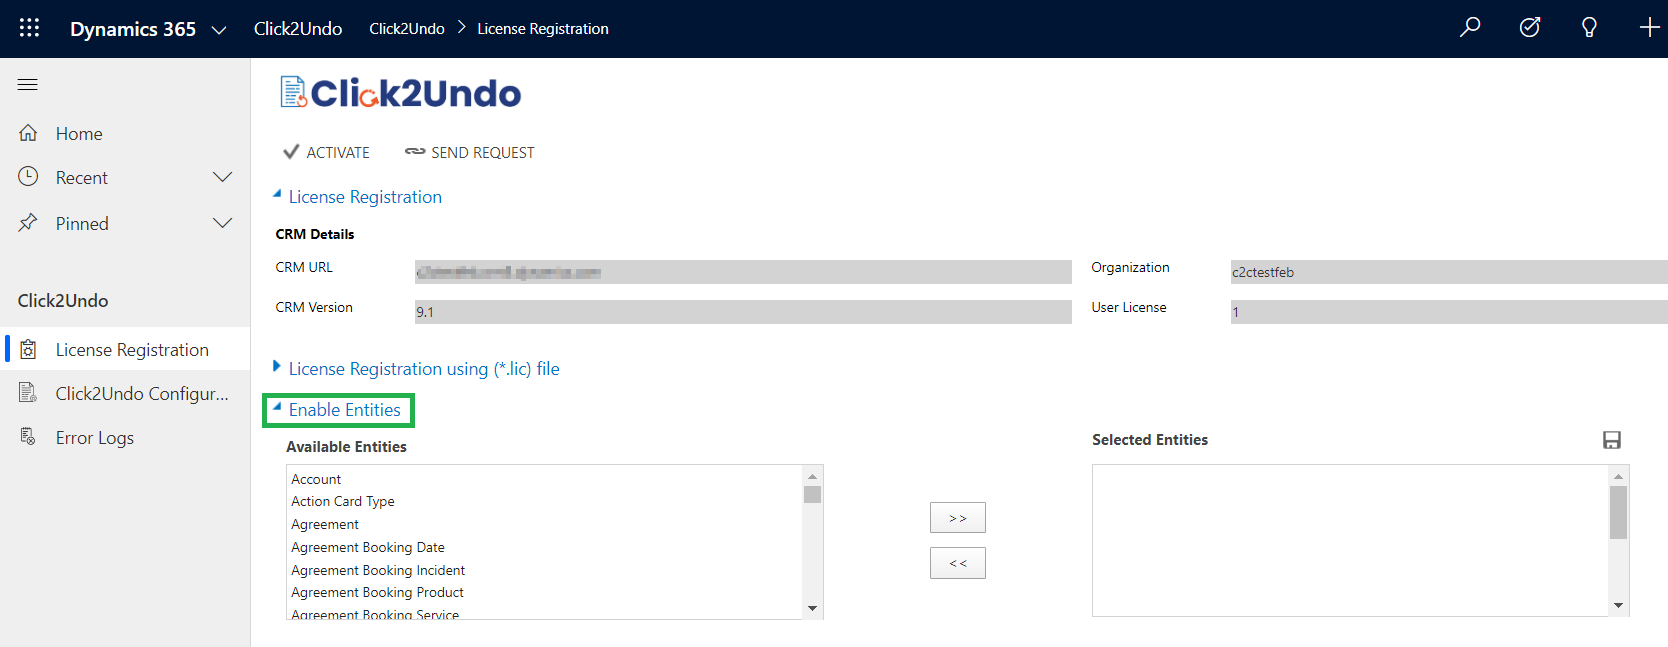 Dynamics 365 Click2Undo Click2Undo License Registration
Click2Undo
Home
Recent
Pinned
Click2Undo
License Registration
Click2Undo Configur...
Error Logs
ACTIVATE SEND REQUEST
License Registration
CRM Details
CRM URL
Organization c2ctestfeb
CRM Version 9.1
User License 1
License Registration using (*.lic) file
Enable Entities
Available Entities
Account
Action Card Type
Agreement
Agreement Booking Date
Agreement Booking Incident
Agreement Booking Product
Agreement Booking Service
>>
<<
Selected Entities